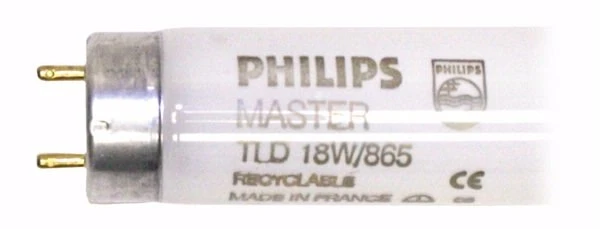 PHILIPS
PHILIPS
MASTER
TLD 18W/865
RECYCLABLE CE
MADE IN FRANCE